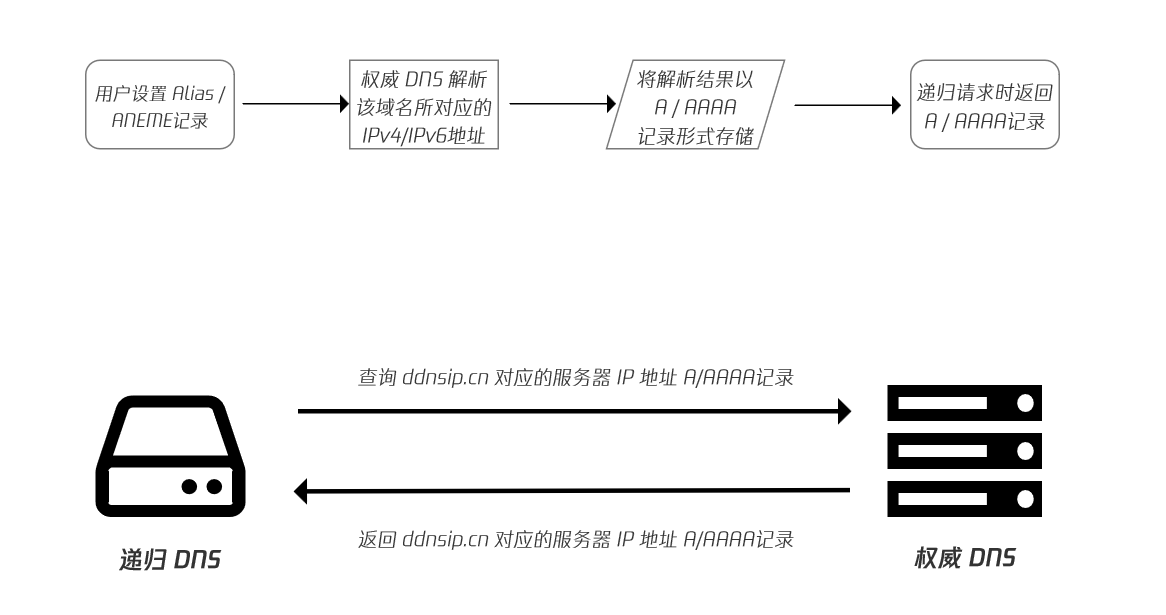 用户设置 Alias /
ANEME记录
权威 DNS 解析
该域名所对应的
IPv4/IPv6地址
将解析结果以
A / AAAA
记录形式存储
递归请求时返回
A / AAAA记录
查询 ddnsip.cn 对应的服务器 IP 地址 A/AAAA记录
返回 ddnsip.cn 对应的服务器 IP 地址 A/AAAA记录
递归 DNS
权威 DNS